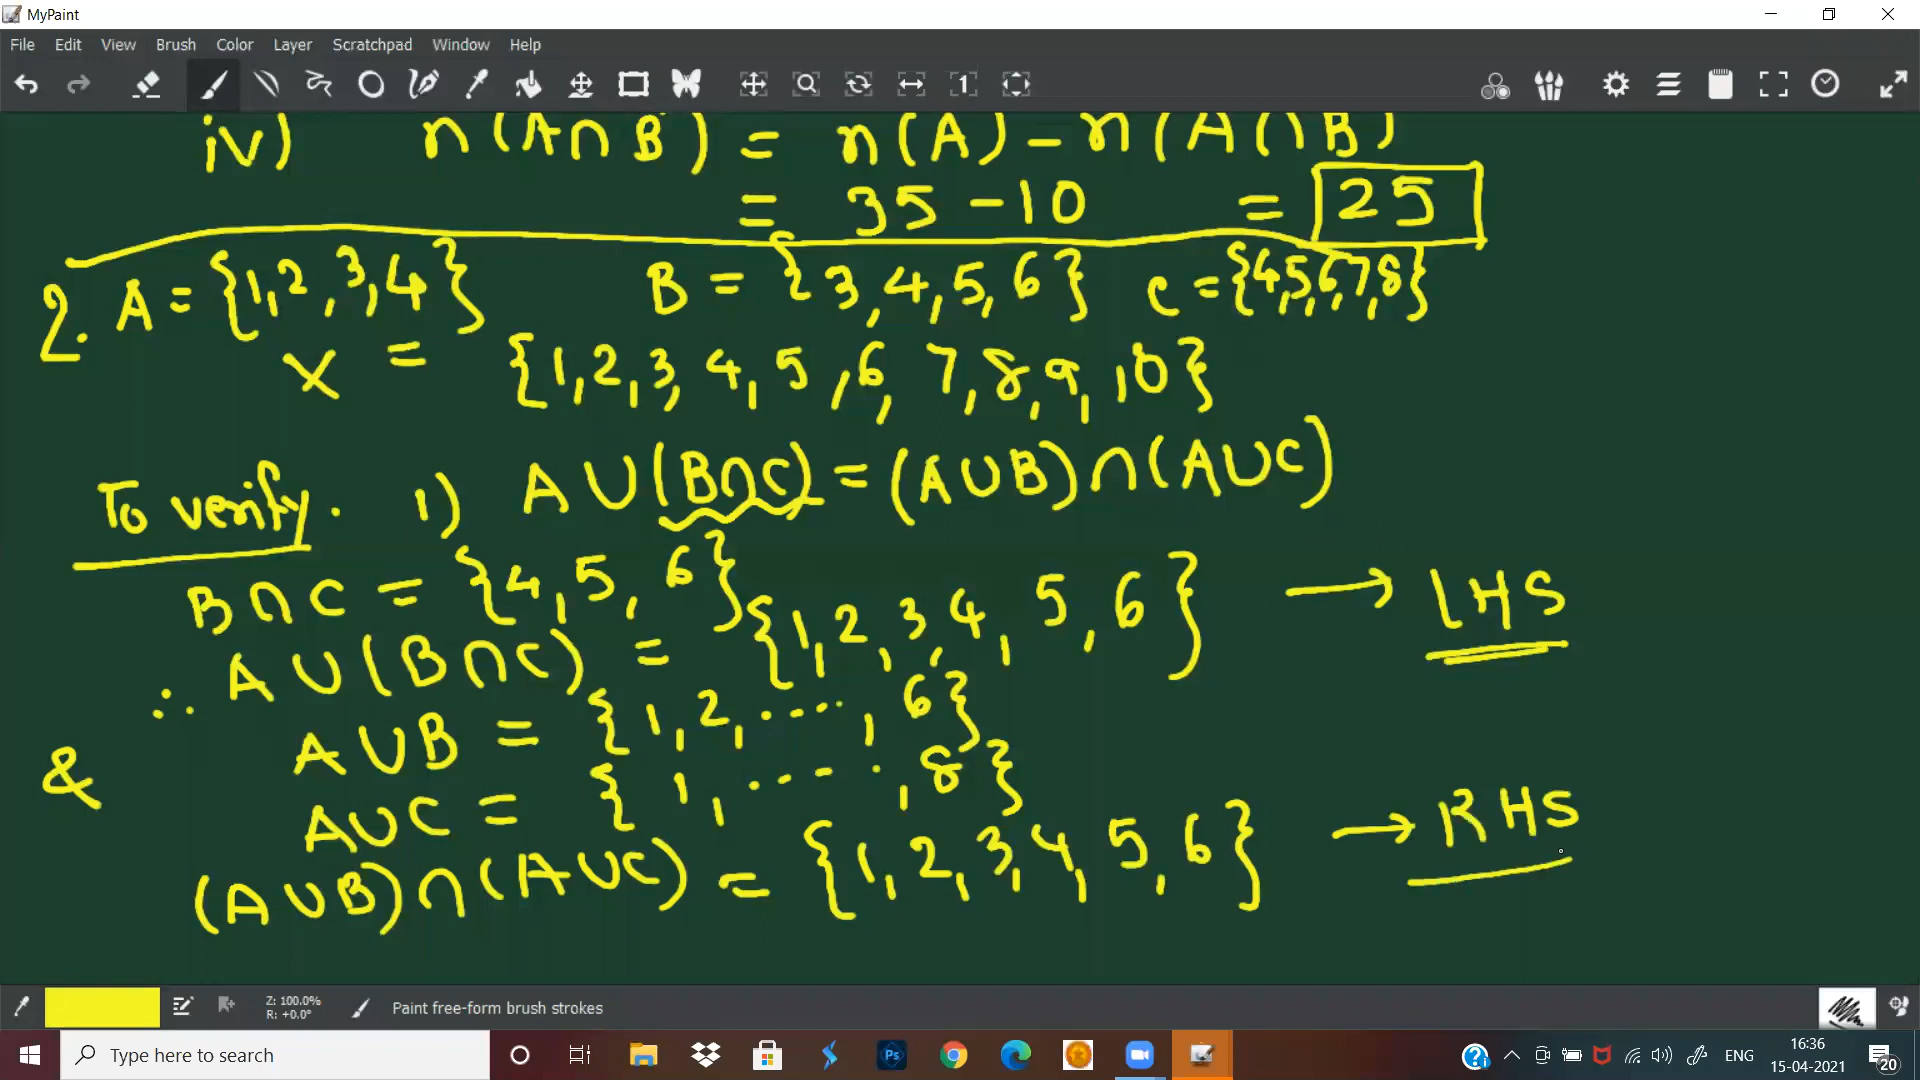 MyPaint
File Edit View Brush Color Layer Scratchpad Window Help
iv) n(A∩B') = n(A) - n(A∩B)
= 35 - 10 = 25
2. A = {1,2,3,4} B = {3,4,5,6} C = {4,5,6,7,8}
X = {1,2,3,4,5,6,7,8,9,10}
To verify. 1) A∪(B∩C) = (A∪B)∩(A∪C)
B∩C = {4,5,6}
∴ A∪(B∩C) = {1,2,3,4,5,6} → LHS
A∪B = {1,2,....,6}
& A∪C = {1,....,8}
(A∪B)∩(A∪C) = {1,2,3,4,5,6} → RHS
Z: 100.0%
R: +0.0°
Paint free-form brush strokes
Type here to search
Ps
ENG
16:36
15-04-2021
20